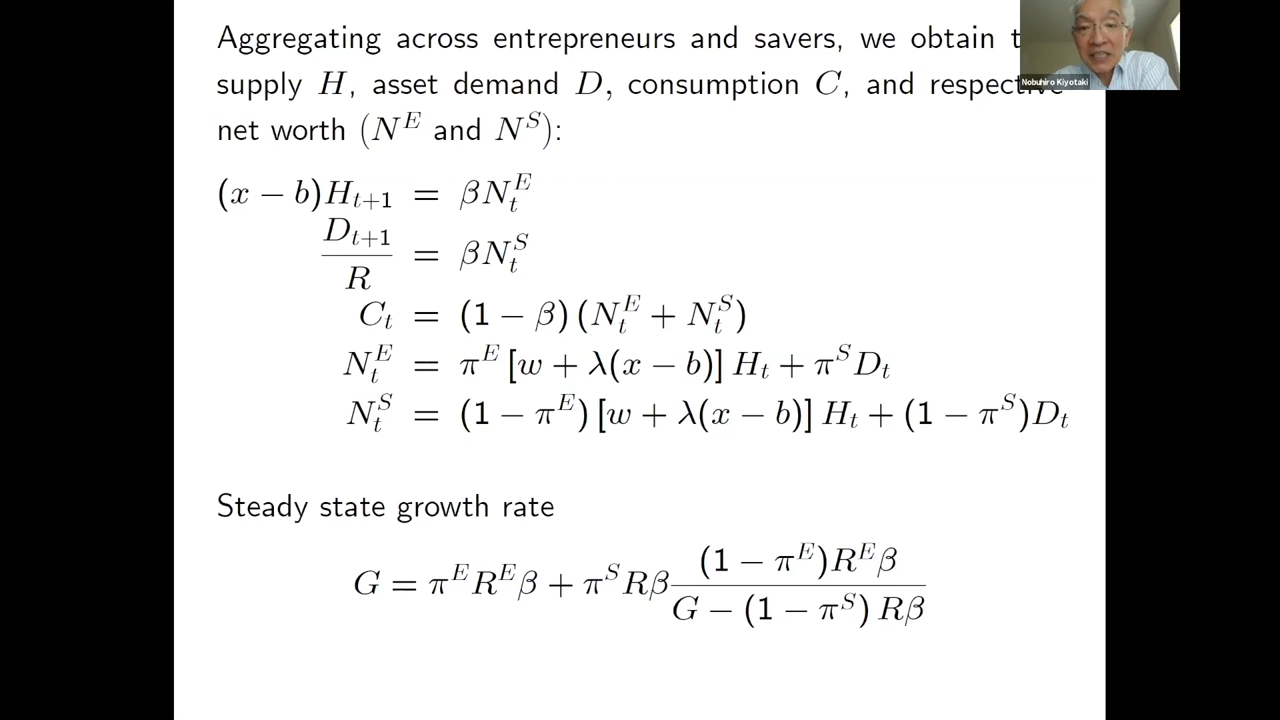 Aggregating across entrepreneurs and savers, we obtain
supply H, asset demand D, consumption C, and respective
net worth (N^E and N^S):
(x − b)H_{t+1} = βN_t^E
D_{t+1}/R = βN_t^S
C_t = (1 − β)(N_t^E + N_t^S)
N_t^E = π^E [w + λ(x − b)] H_t + π^S D_t
N_t^S = (1 − π^E) [w + λ(x − b)] H_t + (1 − π^S)D_t
Steady state growth rate
G = π^E R^E β + π^S Rβ (1 − π^E)R^E β / (G − (1 − π^S) Rβ)
Nobuhiro Kiyotaki